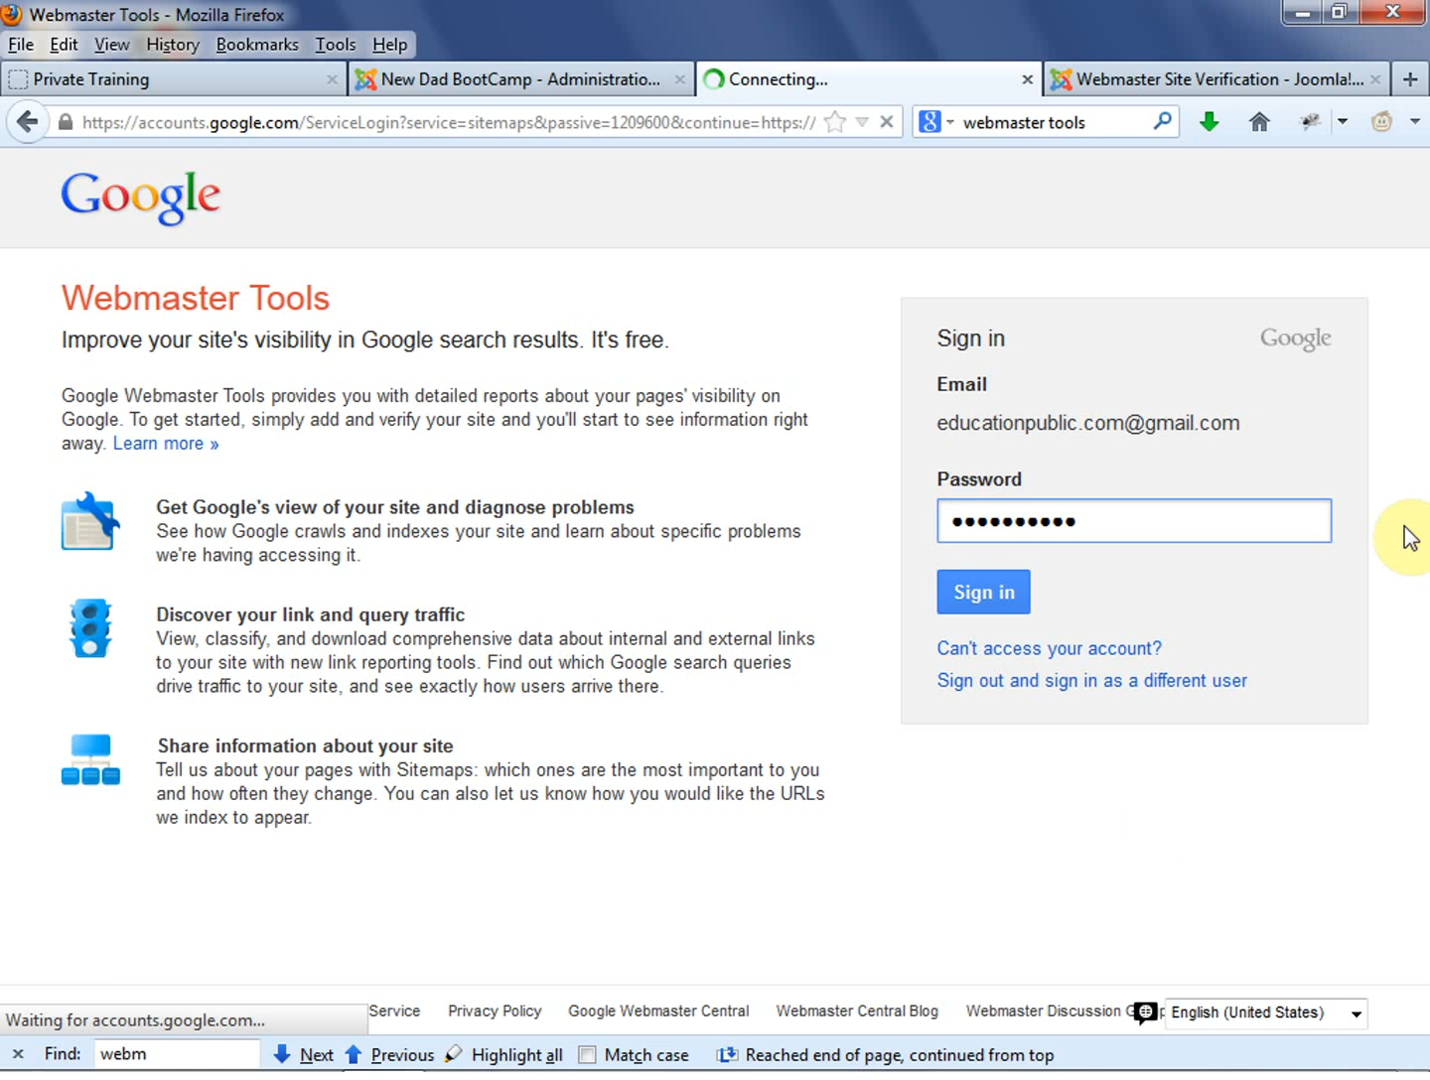 Webmaster Tools - Mozilla Firefox
File Edit View History Bookmarks Tools Help
Private Training
New Dad BootCamp - Administratio...
Connecting...
Webmaster Site Verification - Joomla!...
https://accounts.google.com/ServiceLogin?service=sitemaps&passive=1209600&continue=https://
webmaster tools
Google
Webmaster Tools
Improve your site's visibility in Google search results. It's free.
Google Webmaster Tools provides you with detailed reports about your pages' visibility on
Google. To get started, simply add and verify your site and you'll start to see information right
away. Learn more »
Get Google's view of your site and diagnose problems
See how Google crawls and indexes your site and learn about specific problems
we're having accessing it.
Discover your link and query traffic
View, classify, and download comprehensive data about internal and external links
to your site with new link reporting tools. Find out which Google search queries
drive traffic to your site, and see exactly how users arrive there.
Share information about your site
Tell us about your pages with Sitemaps: which ones are the most important to you
and how often they change. You can also let us know how you would like the URLs
we index to appear.
Sign in Google
Email
educationpublic.com@gmail.com
Password
••••••••••
Sign in
Can't access your account?
Sign out and sign in as a different user
Waiting for accounts.google.com...
Service Privacy Policy Google Webmaster Central Webmaster Central Blog Webmaster Discussion English (United States)
Find: webm Next Previous Highlight all Match case Reached end of page, continued from top